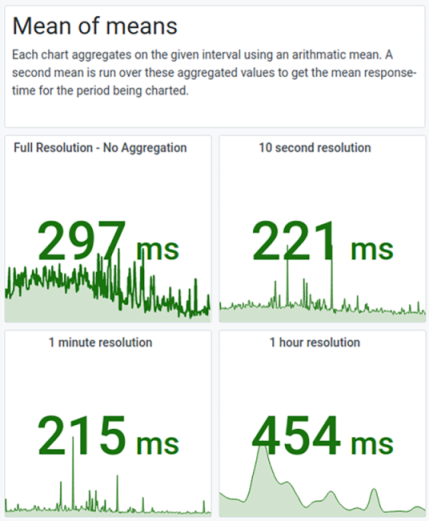 Mean of means
Each chart aggregates on the given interval using an arithmatic mean. A
second mean is run over these aggregated values to get the mean response-
time for the period being charted.
Full Resolution - No Aggregation
10 second resolution
297 ms
221 ms
1 minute resolution
1 hour resolution
215 ms
454 ms